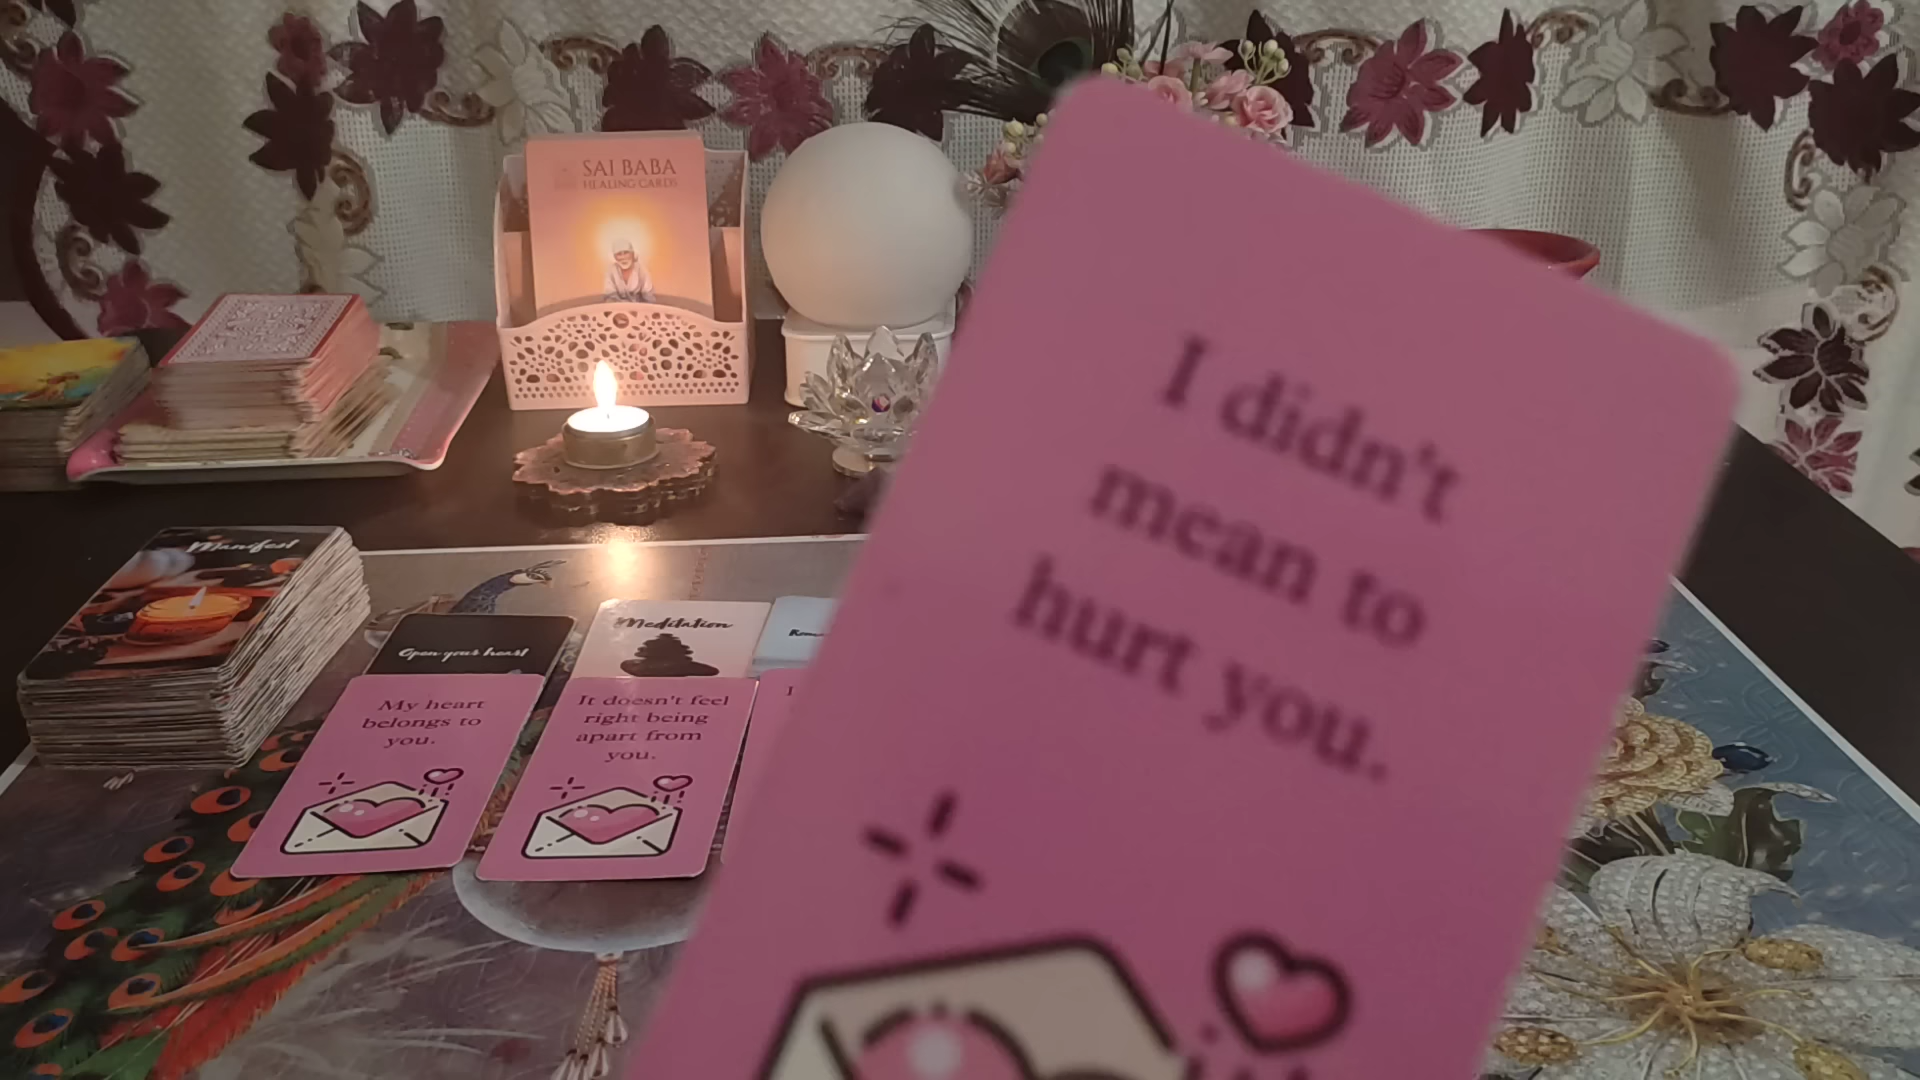 SAI BABA
HEALING CARDS
I didn't
mean to
hurt you.
Manifest
Open your heart
Meditation
My heart
belongs to
you.
It doesn't feel
right being
apart from
you.
I